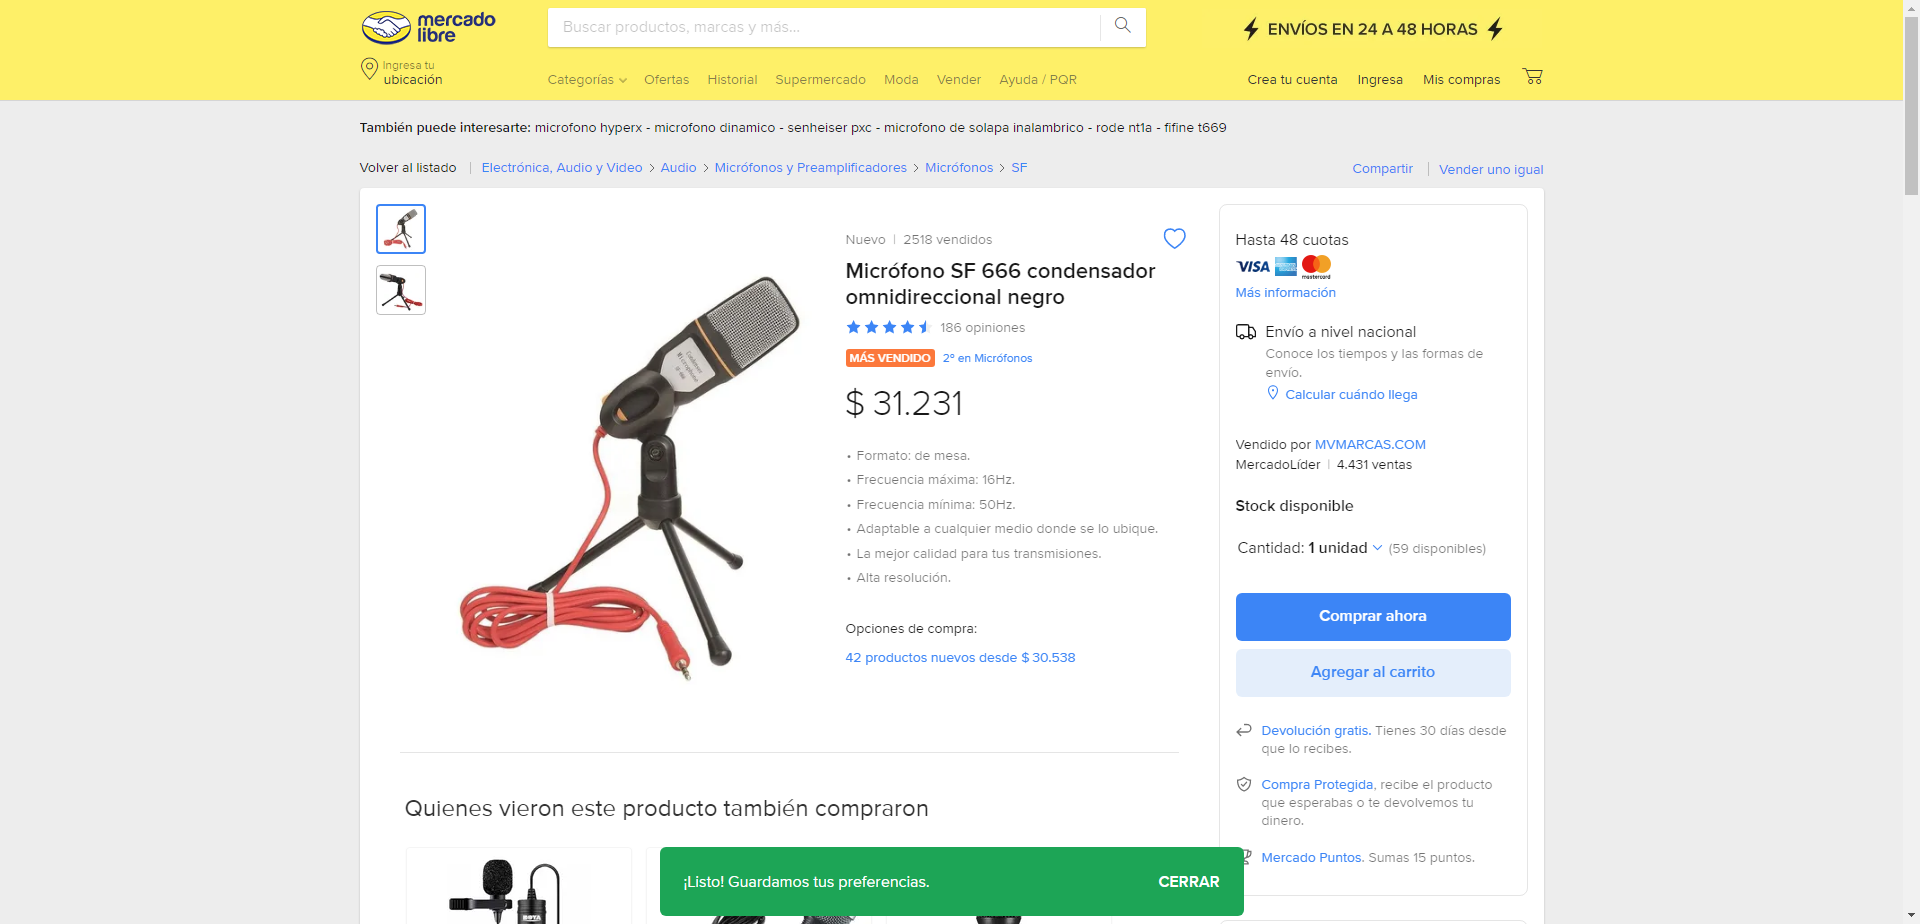 mercado
libre
Buscar productos, marcas y más...
ENVÍOS EN 24 A 48 HORAS
Ingresa tu
ubicación
Categorías Ofertas Historial Supermercado Moda Vender Ayuda / PQR
Crea tu cuenta Ingresa Mis compras
También puede interesarte: microfono hyperx - microfono dinamico - senheiser pxc - microfono de solapa inalambrico - rode nt1a - fifine t669
Volver al listado | Electrónica, Audio y Video > Audio > Micrófonos y Preamplificadores > Micrófonos > SF
Compartir | Vender uno igual
Nuevo | 2518 vendidos
Micrófono SF 666 condensador
omnidireccional negro
186 opiniones
MÁS VENDIDO 2º en Micrófonos
$ 31.231
• Formato: de mesa.
• Frecuencia máxima: 16Hz.
• Frecuencia mínima: 50Hz.
• Adaptable a cualquier medio donde se lo ubique.
• La mejor calidad para tus transmisiones.
• Alta resolución.
Opciones de compra:
42 productos nuevos desde $ 30.538
Condenser
Microphone
SF-666
Hasta 48 cuotas
VISA
mastercard
Más información
Envío a nivel nacional
Conoce los tiempos y las formas de
envío.
Calcular cuándo llega
Vendido por MVMARCAS.COM
MercadoLíder | 4.431 ventas
Stock disponible
Cantidad: 1 unidad (59 disponibles)
Comprar ahora
Agregar al carrito
Devolución gratis. Tienes 30 días desde
que lo recibes.
Compra Protegida, recibe el producto
que esperabas o te devolvemos tu
dinero.
Mercado Puntos. Sumas 15 puntos.
Quienes vieron este producto también compraron
BOYA
¡Listo! Guardamos tus preferencias.
CERRAR